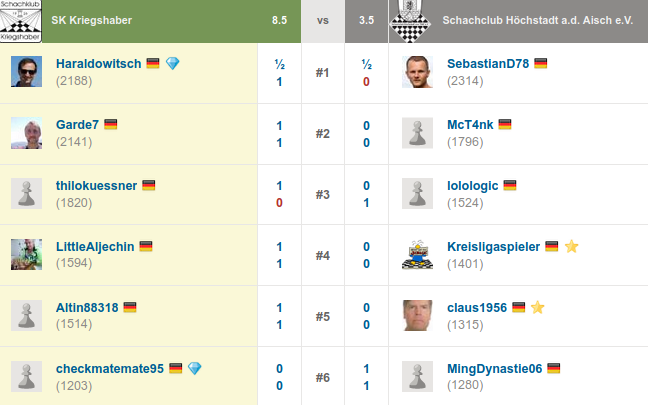 Schachklub
Kriegshaber
SK Kriegshaber 8.5 vs 3.5 Schachclub Höchstadt a.d. Aisch e.V.
Haraldowitsch ½ #1 ½ SebastianD78
(2188) 1 0 (2314)
Garde7 1 #2 0 McT4nk
(2141) 1 0 (1796)
thilokuessner 1 #3 0 lolologic
(1820) 0 1 (1524)
LittleAljechin 1 #4 0 Kreisligaspieler
(1594) 1 0 (1401)
Altin88318 1 #5 0 claus1956
(1514) 1 0 (1315)
checkmatemate95 0 #6 1 MingDynastie06
(1203) 0 1 (1280)